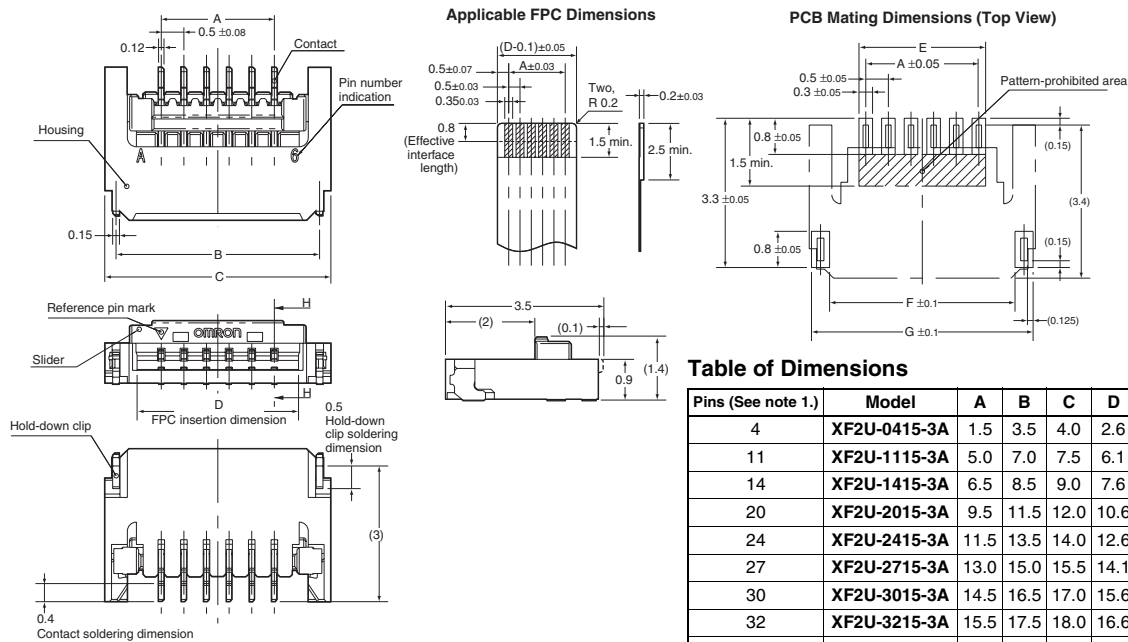 A
0.5 ±0.08
0.12
Contact
Pin number
indication
Housing
A
6
0.15
B
C
Applicable FPC Dimensions
(D-0.1)±0.05
0.5±0.07
A±0.03
0.5±0.03
0.35±0.03
Two,
R 0.2
0.2±0.03
0.8
(Effective
interface
length)
1.5 min.
2.5 min.
PCB Mating Dimensions (Top View)
E
A ±0.05
0.5 ±0.05
0.3 ±0.05
Pattern-prohibited area
0.8 ±0.05
(0.15)
1.5 min.
3.3 ±0.05
(3.4)
0.8 ±0.05
(0.15)
F ±0.1
(0.125)
G ±0.1
Reference pin mark
H
OMRON
Slider
H
D
FPC insertion dimension
3.5
(2)
(0.1)
(1.4)
0.9
Hold-down clip
0.5
Hold-down
clip soldering
dimension
(3)
0.4
Contact soldering dimension
Table of Dimensions
Pins (See note 1.) Model A B C D
4 XF2U-0415-3A 1.5 3.5 4.0 2.6
11 XF2U-1115-3A 5.0 7.0 7.5 6.1
14 XF2U-1415-3A 6.5 8.5 9.0 7.6
20 XF2U-2015-3A 9.5 11.5 12.0 10.6
24 XF2U-2415-3A 11.5 13.5 14.0 12.6
27 XF2U-2715-3A 13.0 15.0 15.5 14.1
30 XF2U-3015-3A 14.5 16.5 17.0 15.6
32 XF2U-3215-3A 15.5 17.5 18.0 16.6